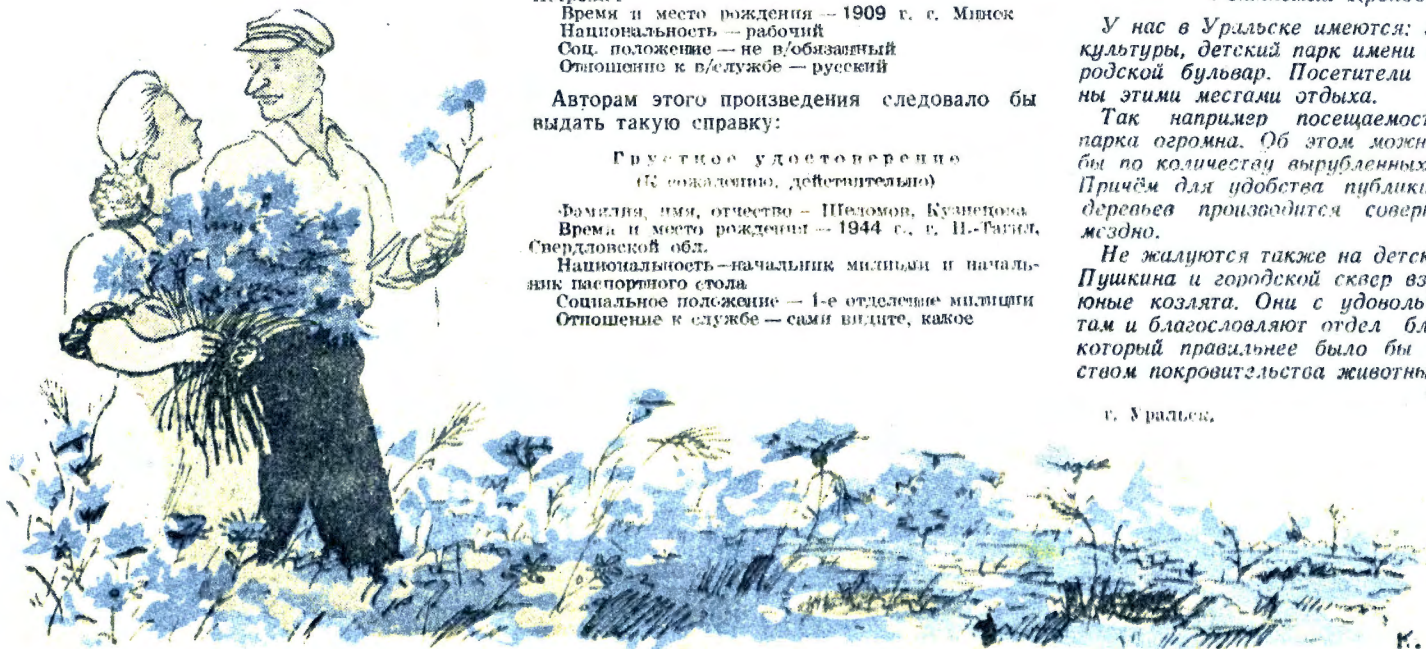 Время и место рождения — 1909 г. с. Минск
Национальность — рабочий
Соц. положение — не в/обязанный
Отношение к в/службе — русский
Авторам этого произведения следовало бы
выдать такую справку:
Грустное удостоверение
(К сожалению, действительно)
Фамилия, имя, отчество — Шеломов, Кузнецова
Время и место рождения — 1944 г., г. Н.-Тагил,
Свердловской обл.
Национальность — начальник милиции и началь-
ник паспортного стола
Социальное положение — 1-е отделение милиции
Отношение к службе — сами видите, какое
У нас в Уральске имеются:
культуры, детский парк имени
родской бульвар. Посетители
ны этими местами отдыха.
Так например посещаемост
парка огромна. Об этом можн
бы по количеству вырубленных
Причём для удобства публики
деревьев производится совер
мездно.
Не жалуются также на детск
Пушкина и городской сквер вз
юные козлята. Они с удоволь
там и благословляют отдел бл
который правильнее было бы
ством покровительства животны
г. Уральск.
К.